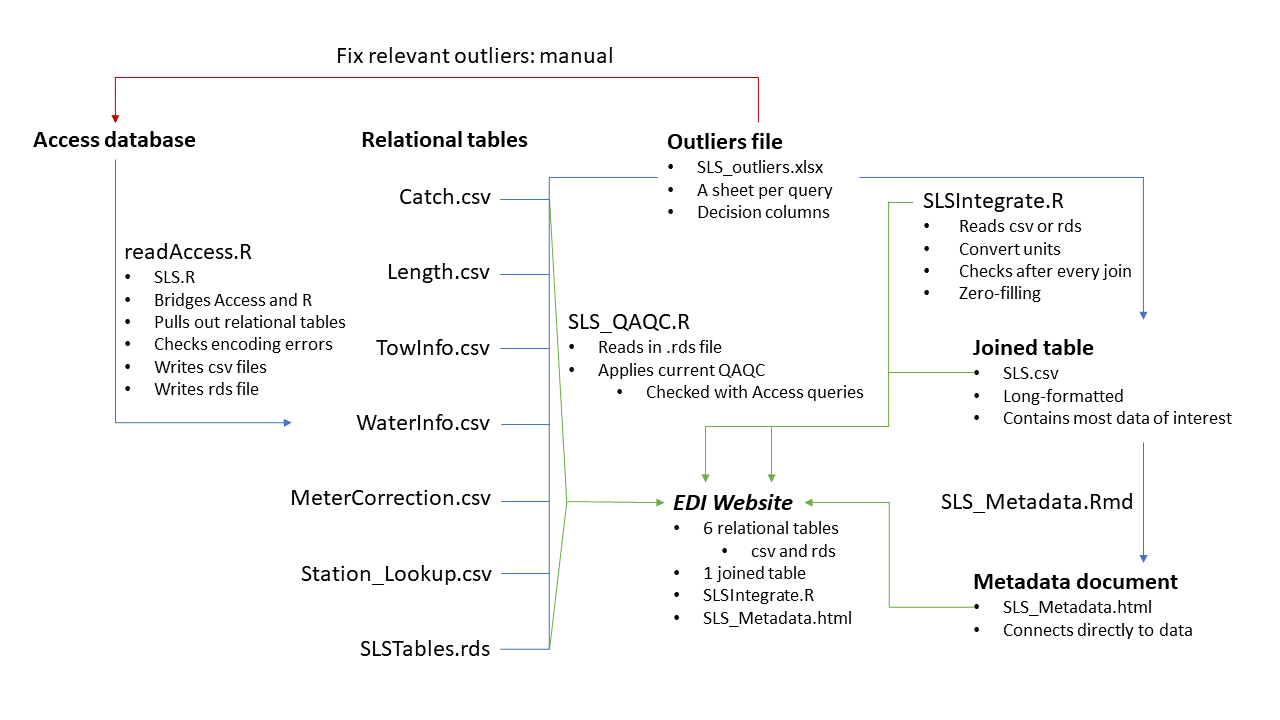 Fix relevant outliers: manual
Access database
readAccess.R
• SLS.R
• Bridges Access and R
• Pulls out relational tables
• Checks encoding errors
• Writes csv files
• Writes rds file
Relational tables
Catch.csv
Length.csv
TowInfo.csv
WaterInfo.csv
MeterCorrection.csv
Station_Lookup.csv
SLSTables.rds
Outliers file
• SLS_outliers.xlsx
• A sheet per query
• Decision columns
SLS_QAQC.R
• Reads in .rds file
• Applies current QAQC
• Checked with Access queries
EDI Website
• 6 relational tables
• csv and rds
• 1 joined table
• SLSIntegrate.R
• SLS_Metadata.html
SLSIntegrate.R
• Reads csv or rds
• Convert units
• Checks after every join
• Zero-filling
Joined table
• SLS.csv
• Long-formatted
• Contains most data of interest
SLS_Metadata.Rmd
Metadata document
• SLS_Metadata.html
• Connects directly to data